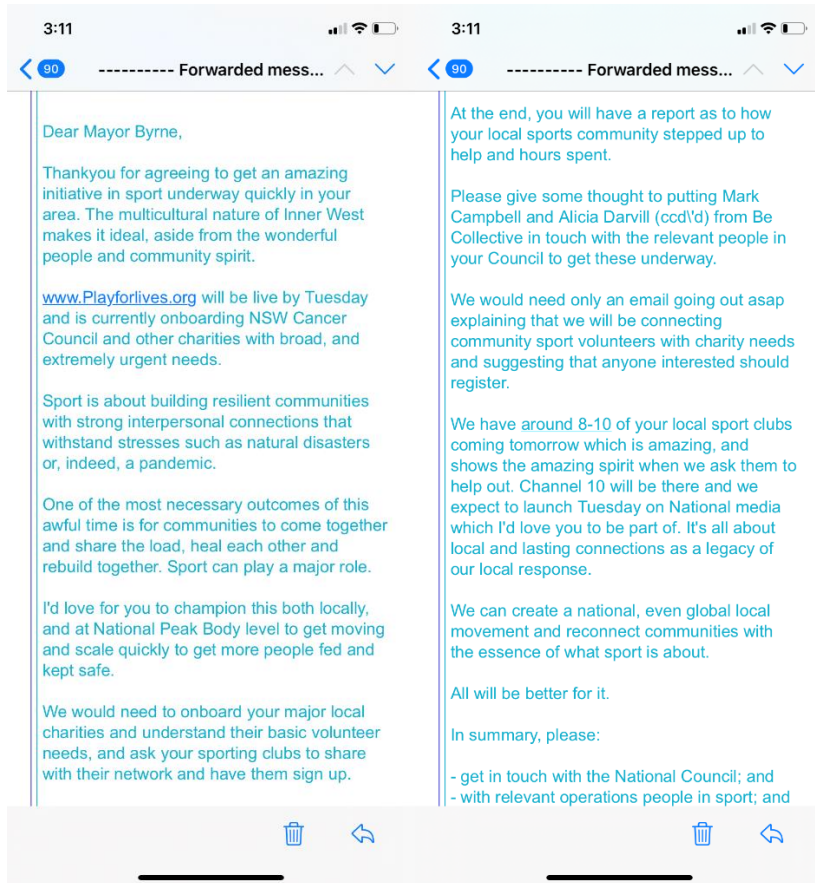 3:11
90
---------- Forwarded mess...
Dear Mayor Byrne,
Thankyou for agreeing to get an amazing
initiative in sport underway quickly in your
area. The multicultural nature of Inner West
makes it ideal, aside from the wonderful
people and community spirit.
www.Playforlives.org will be live by Tuesday
and is currently onboarding NSW Cancer
Council and other charities with broad, and
extremely urgent needs.
Sport is about building resilient communities
with strong interpersonal connections that
withstand stresses such as natural disasters
or, indeed, a pandemic.
One of the most necessary outcomes of this
awful time is for communities to come together
and share the load, heal each other and
rebuild together. Sport can play a major role.
I'd love for you to champion this both locally,
and at National Peak Body level to get moving
and scale quickly to get more people fed and
kept safe.
We would need to onboard your major local
charities and understand their basic volunteer
needs, and ask your sporting clubs to share
with their network and have them sign up.
3:11
90
---------- Forwarded mess...
At the end, you will have a report as to how
your local sports community stepped up to
help and hours spent.
Please give some thought to putting Mark
Campbell and Alicia Darvill (ccd\'d) from Be
Collective in touch with the relevant people in
your Council to get these underway.
We would need only an email going out asap
explaining that we will be connecting
community sport volunteers with charity needs
and suggesting that anyone interested should
register.
We have around 8-10 of your local sport clubs
coming tomorrow which is amazing, and
shows the amazing spirit when we ask them to
help out. Channel 10 will be there and we
expect to launch Tuesday on National media
which I'd love you to be part of. It's all about
local and lasting connections as a legacy of
our local response.
We can create a national, even global local
movement and reconnect communities with
the essence of what sport is about.
All will be better for it.
In summary, please:
- get in touch with the National Council; and
- with relevant operations people in sport; and